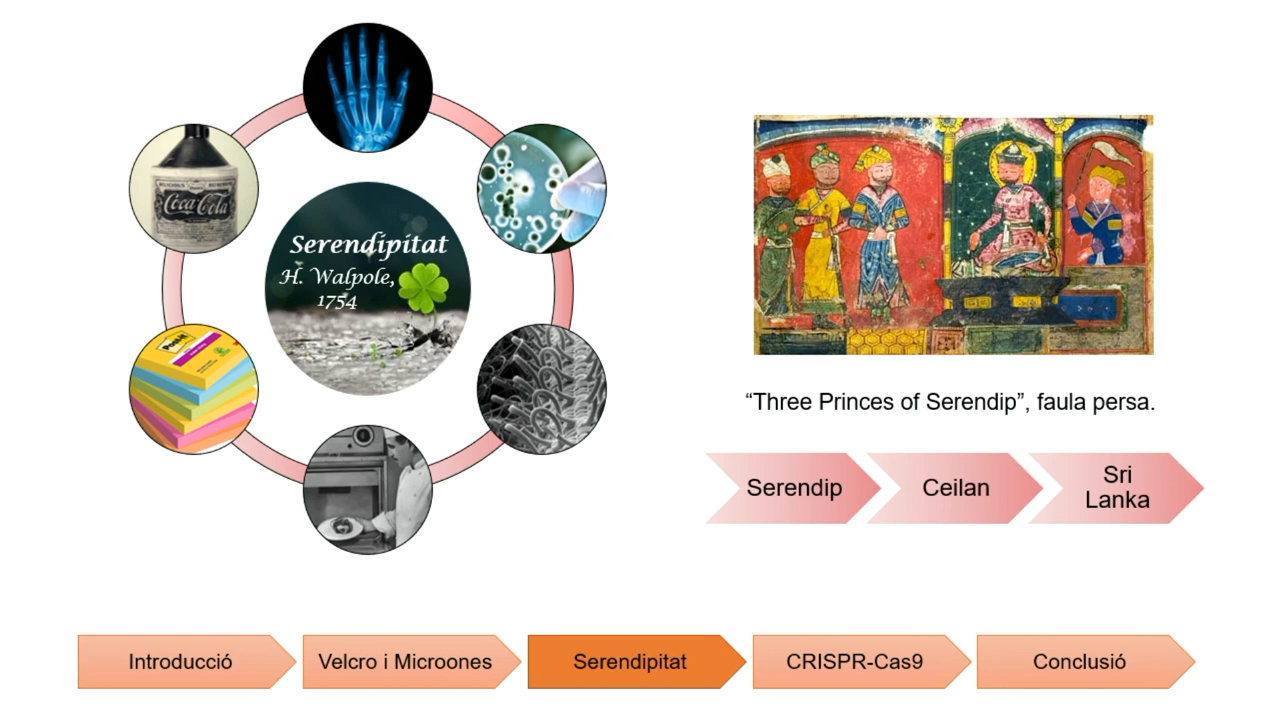 Serendipitat
H. Walpole,
1754
Coca-Cola
Post-it
“Three Princes of Serendip”, faula persa.
Serendip
Ceilan
Sri
Lanka
Introducció
Velcro i Microones
Serendipitat
CRISPR-Cas9
Conclusió